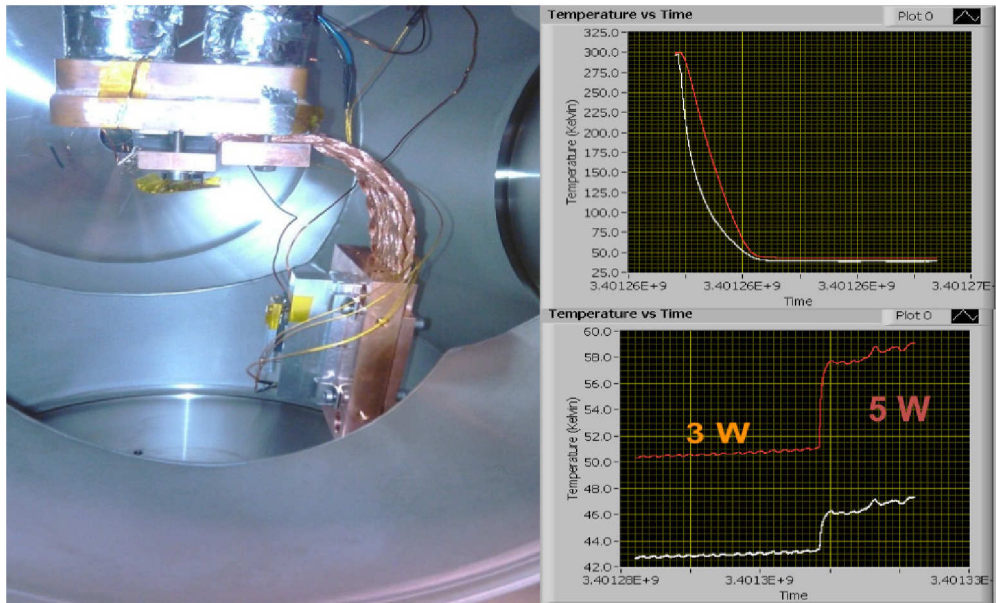 Temperature vs Time
Plot 0
325.0
300.0
275.0
250.0
225.0
200.0
175.0
150.0
125.0
100.0
75.0
50.0
25.0
Temperature (Kelvin)
3.40126E+9
3.40126E+9
3.40126E+9
3.40127E+
Time
Temperature vs Time
Plot 0
60.0
58.0
56.0
54.0
52.0
50.0
48.0
46.0
44.0
42.0
Temperature (Kelvin)
3 W
5 W
3.40128E+9
3.4013E+9
3.40133E+
Time